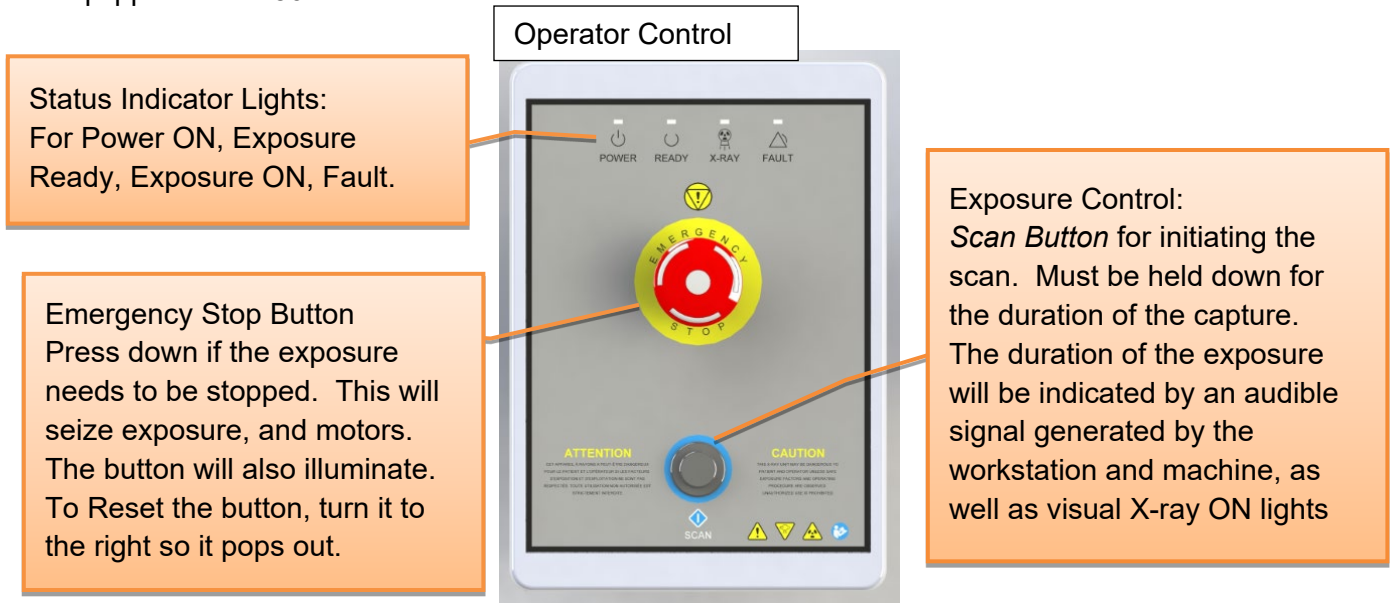 Operator Control
Status Indicator Lights:
For Power ON, Exposure
Ready, Exposure ON, Fault.
POWER READY X-RAY FAULT
EMERGENCY
STOP
Emergency Stop Button
Press down if the exposure
needs to be stopped. This will
seize exposure, and motors.
The button will also illuminate.
To Reset the button, turn it to
the right so it pops out.
Exposure Control:
Scan Button for initiating the
scan. Must be held down for
the duration of the capture.
The duration of the exposure
will be indicated by an audible
signal generated by the
workstation and machine, as
well as visual X-ray ON lights
ATTENTION
CAUTION
UNAUTHORIZED USE IS PROHIBITED
SCAN